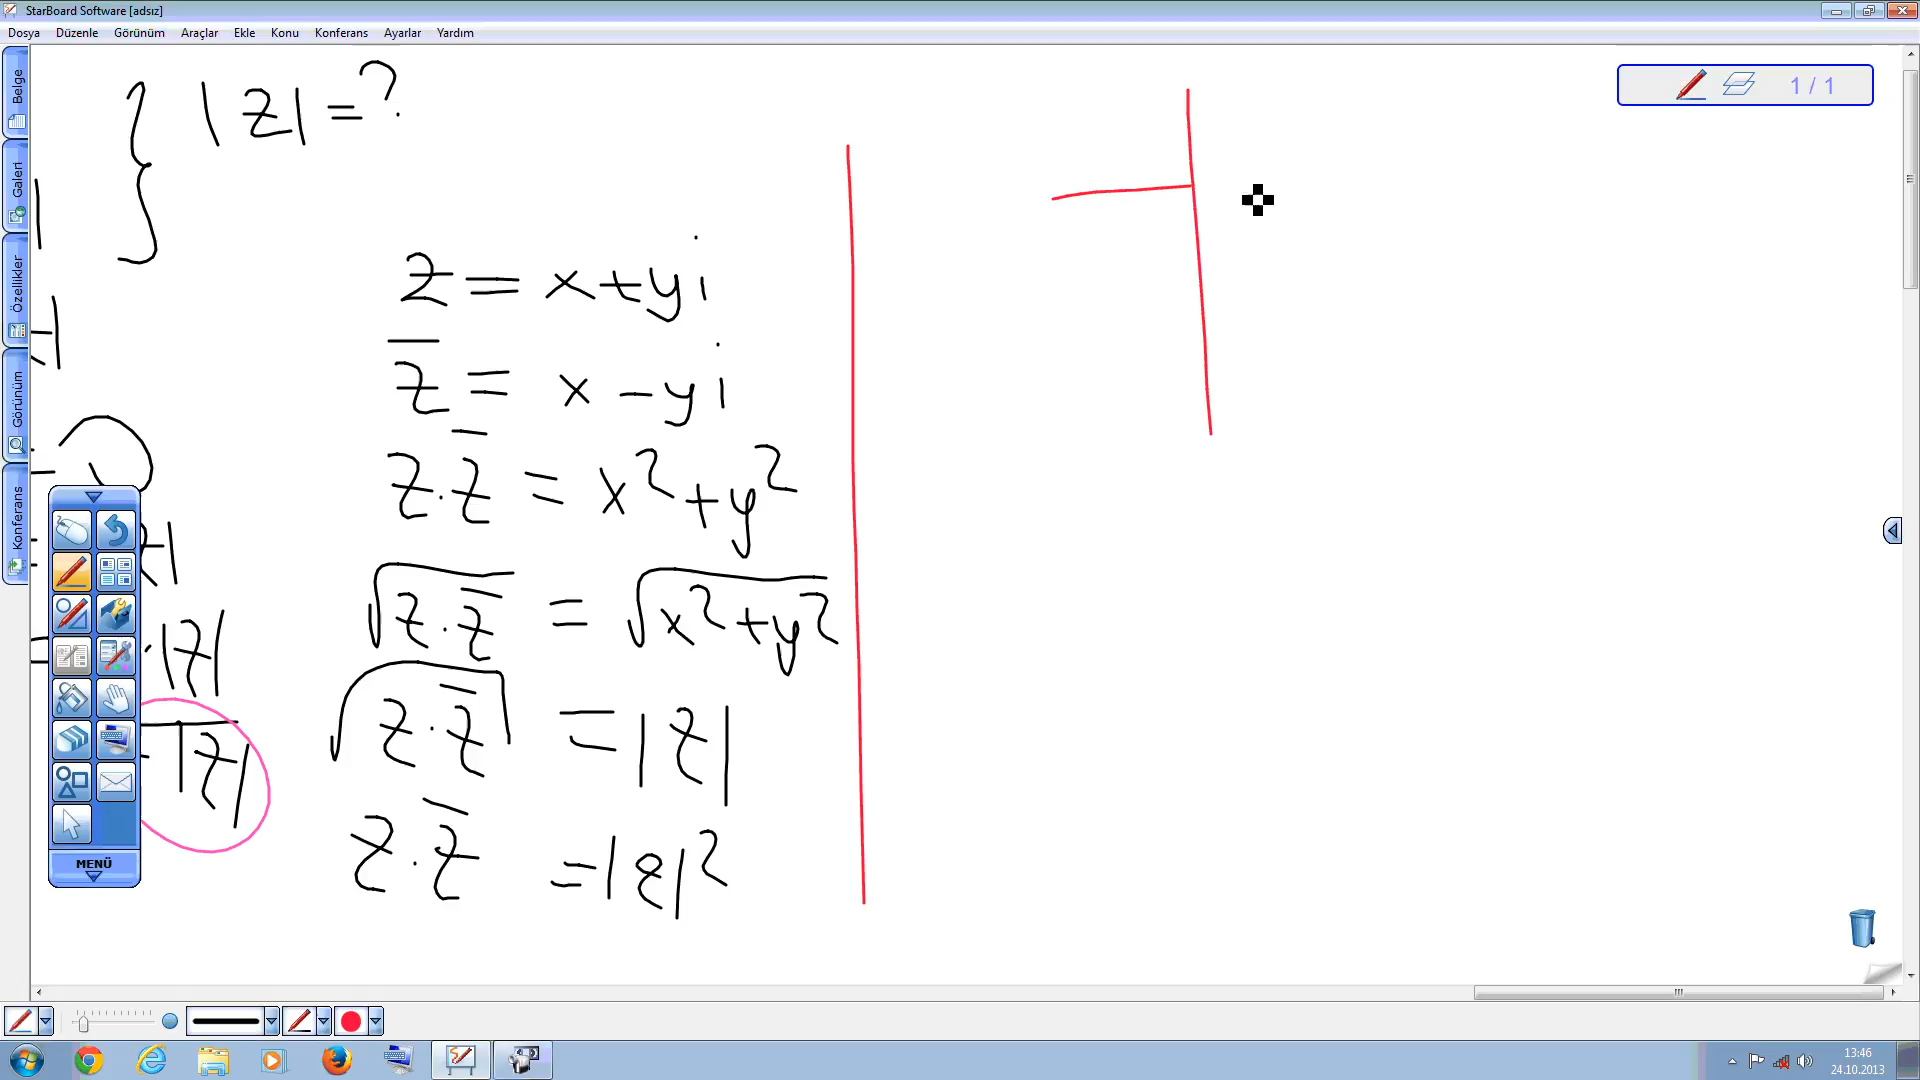 StarBoard Software [adsız]
Dosya Düzenle Görünüm Araçlar Ekle Konu Konferans Ayarlar Yardım
Belge
Galeri
Özellikler
Görünüm
Konferans
1 / 1
|z| = ?
z = x+yi
z̅ = x-yi
z.z̅ = x²+y²
√z.z̅ = √x²+y²
√z.z̅ = |z|
z.z̅ = |z|²
.|z|
|z|
MENÜ
13:46
24.10.2013